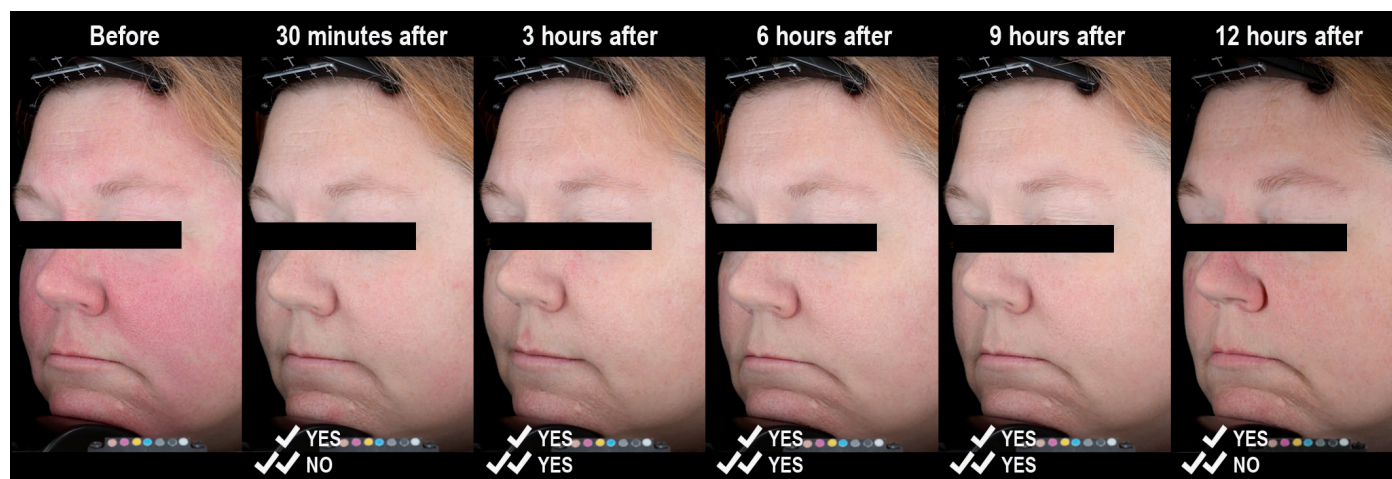 Before 30 minutes after 3 hours after 6 hours after 9 hours after 12 hours after
✓ YES ✓ YES ✓ YES ✓ YES ✓ YES
✓✓ NO ✓✓ YES ✓✓ YES ✓✓ YES ✓✓ NO